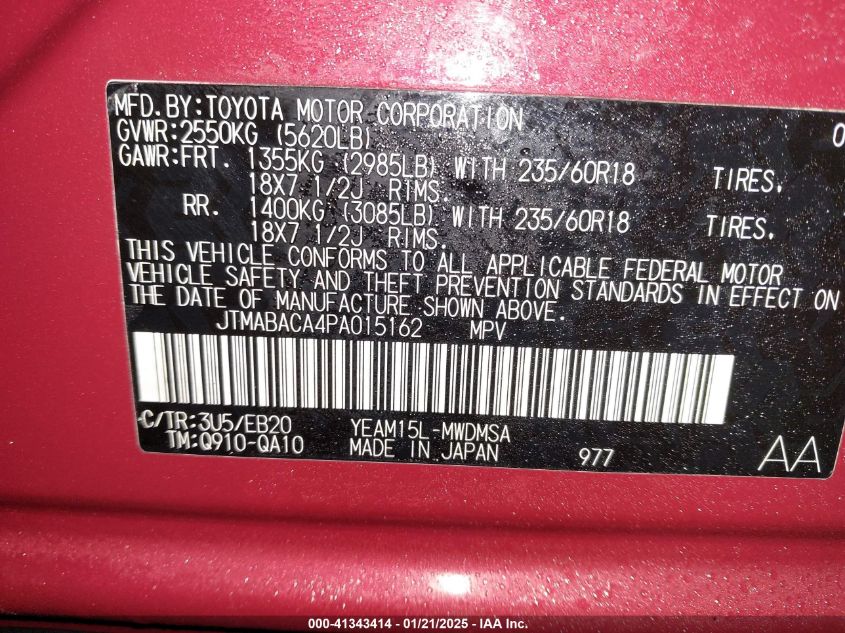 MFD.BY:TOYOTA MOTOR CORPORATION 0
GVWR:2550KG (5620LB)
GAWR:FRT. 1355KG (2985LB) WITH 235/60R18 TIRES,
18X7 1/2J RIMS.
RR. 1400KG (3085LB) WITH 235/60R18 TIRES,
18X7 1/2J RIMS.
THIS VEHICLE CONFORMS TO ALL APPLICABLE FEDERAL MOTOR
VEHICLE SAFETY AND THEFT PREVENTION STANDARDS IN EFFECT ON
THE DATE OF MANUFACTURE SHOWN ABOVE.
JTMABACA4PA015162 MPV
C/TR:3U5/EB20 YEAM15L-MWDMSA
TM:Q910-QA10 MADE IN JAPAN 977 AA
000-41343414 — 01/21/2025 — IAA Inc.